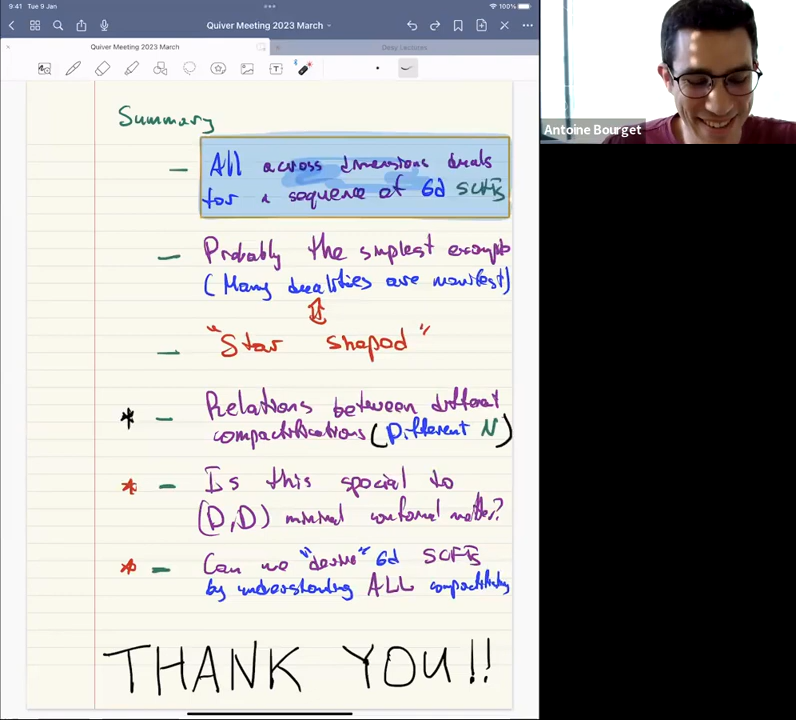 9:41 Tue 9 Jan
100%
Quiver Meeting 2023 March
Quiver Meeting 2023 March
Desy Lectures
Antoine Bourget
Summary
- All across dimensions duals
for a sequence of 6d SCFTs
- Probably the simplest example
(Many dualities are manifest)
- "Star shaped"
* - Relations between different
compactifications (Different N)
* - Is this special to
(D,D) minimal conformal matter?
* - Can we "derive" 6d SCFTs
by understanding ALL
THANK YOU!!